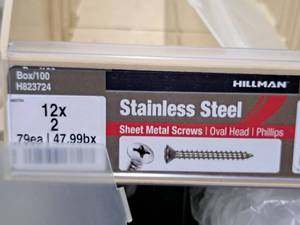 Box/100
H823724
HILLMAN
12x
2
79ea | 47.99bx
Stainless Steel
Sheet Metal Screws | Oval Head | Phillips